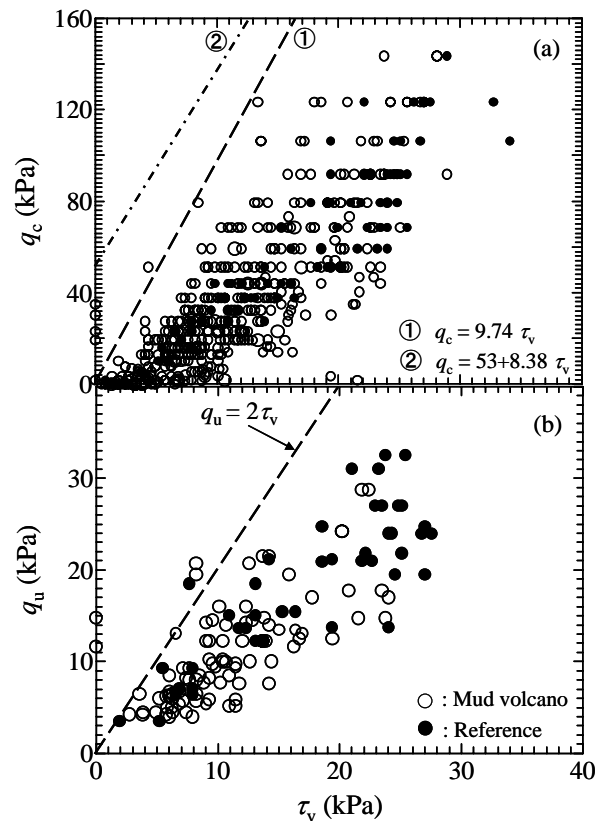 ② ① (a)
160
120
80
40
0
q_c (kPa)
① q_c = 9.74 τ_v
② q_c = 53+8.38 τ_v
q_u = 2τ_v
(b)
30
20
10
0
q_u (kPa)
○ : Mud volcano
● : Reference
0 10 20 30 40
τ_v (kPa)